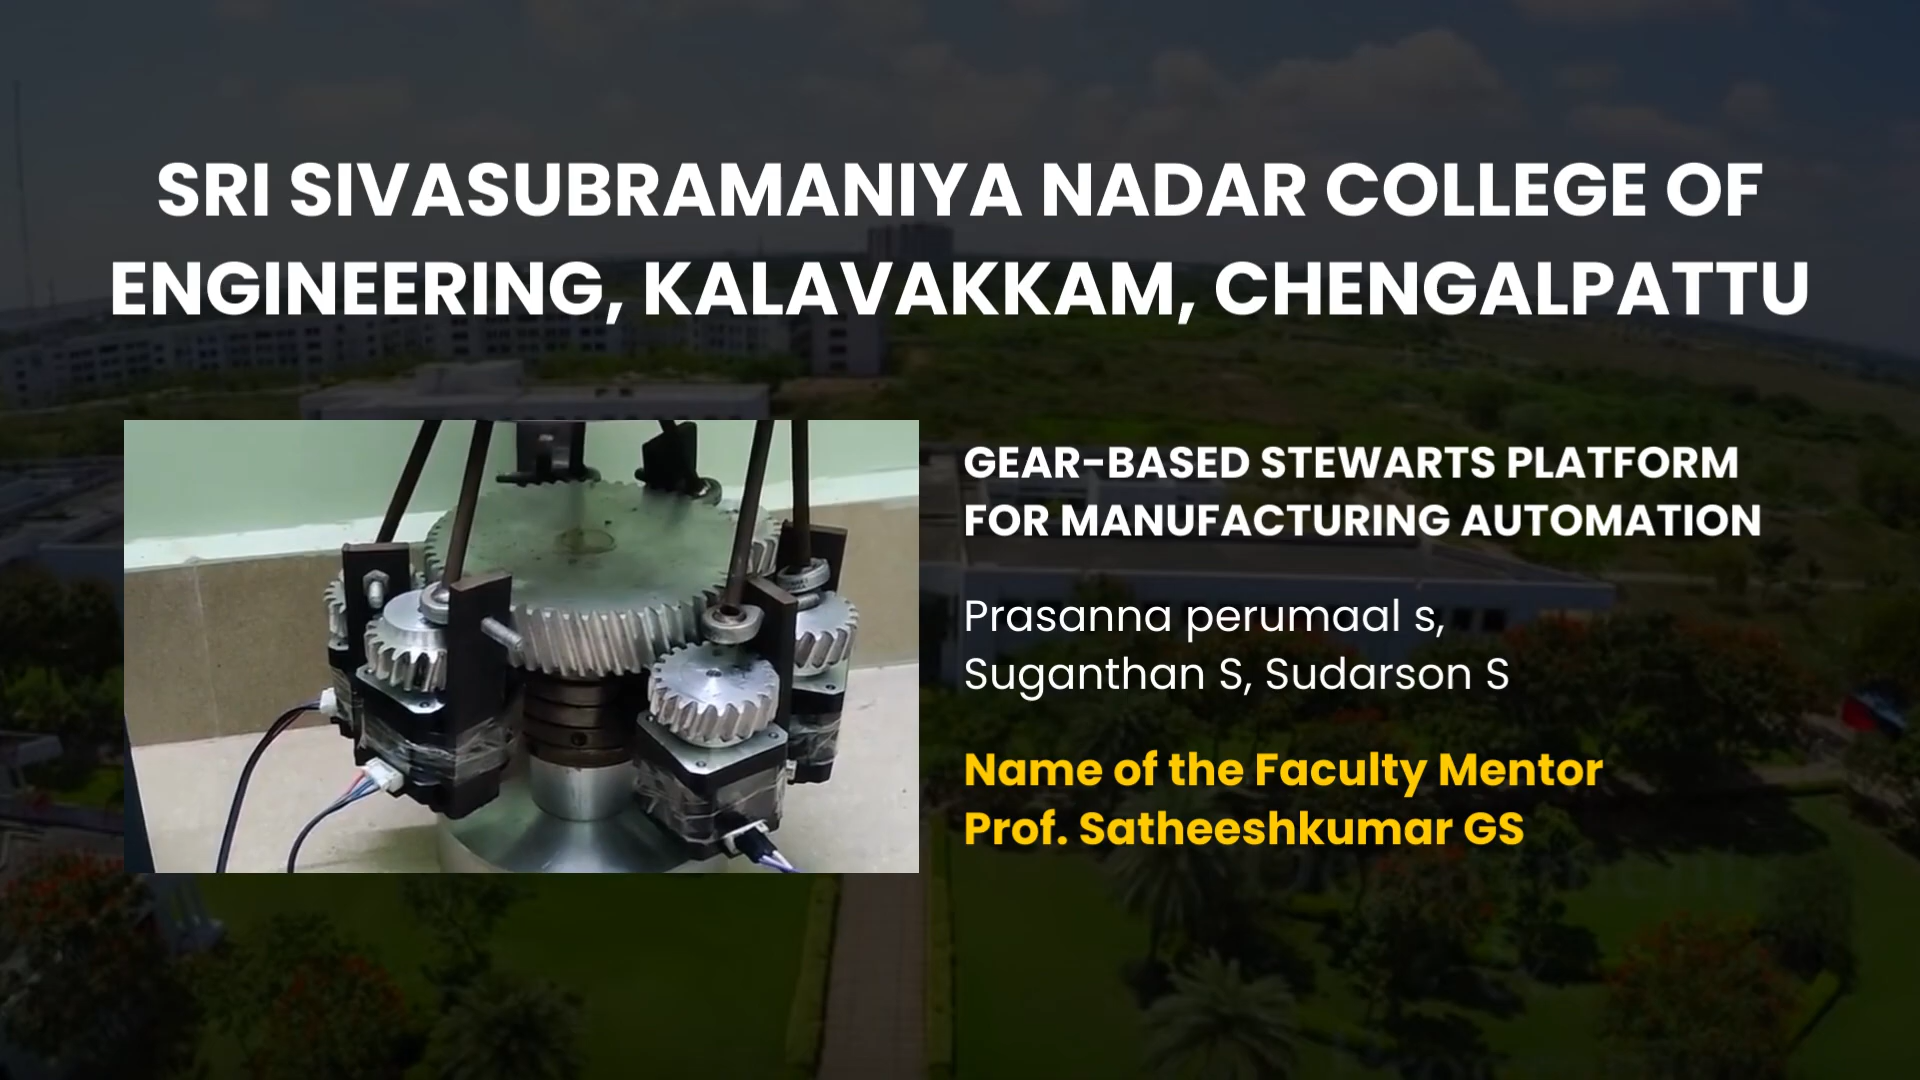 SRI SIVASUBRAMANIYA NADAR COLLEGE OF
ENGINEERING, KALAVAKKAM, CHENGALPATTU
GEAR-BASED STEWARTS PLATFORM
FOR MANUFACTURING AUTOMATION
Prasanna perumaal s,
Suganthan S, Sudarson S
Name of the Faculty Mentor
Prof. Satheeshkumar GS